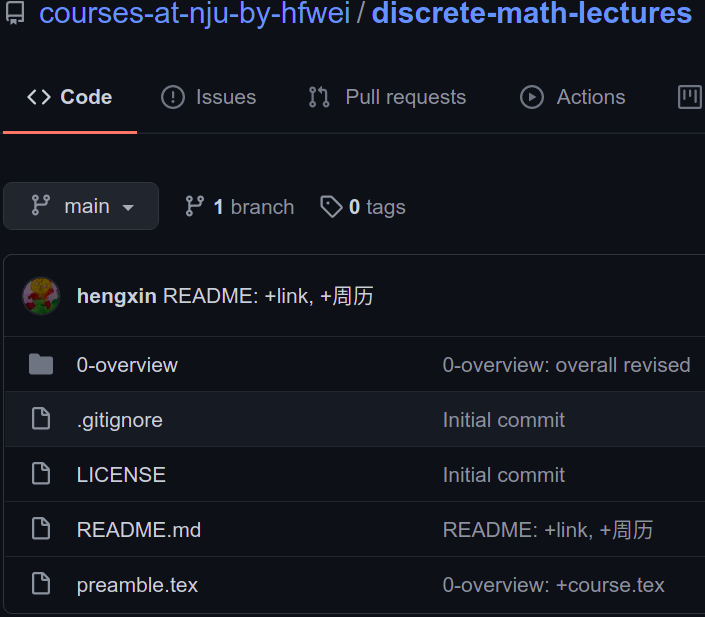 courses-at-nju-by-hfwei / discrete-math-lectures
<> Code Issues Pull requests Actions
main 1 branch 0 tags
hengxin README: +link, +周历
0-overview 0-overview: overall revised
.gitignore Initial commit
LICENSE Initial commit
README.md README: +link, +周历
preamble.tex 0-overview: +course.tex